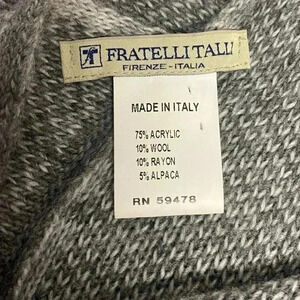 FRATELLI TALLI
FIRENZE - ITALIA
MADE IN ITALY
75% ACRYLIC
10% WOOL
10% RAYON
5% ALPACA
RN 59478